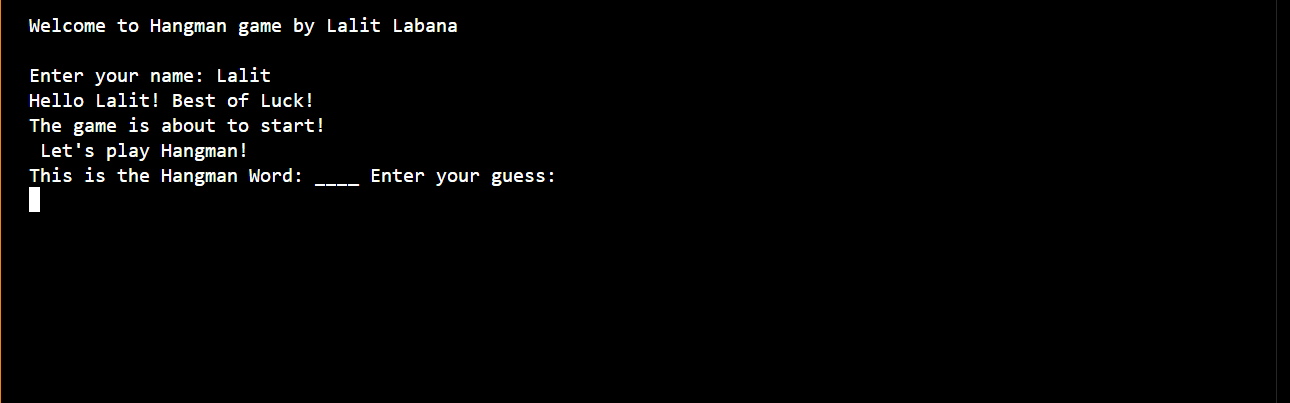 Welcome to Hangman game by Lalit Labana
Enter your name: Lalit
Hello Lalit! Best of Luck!
The game is about to start!
Let's play Hangman!
This is the Hangman Word: ____ Enter your guess: